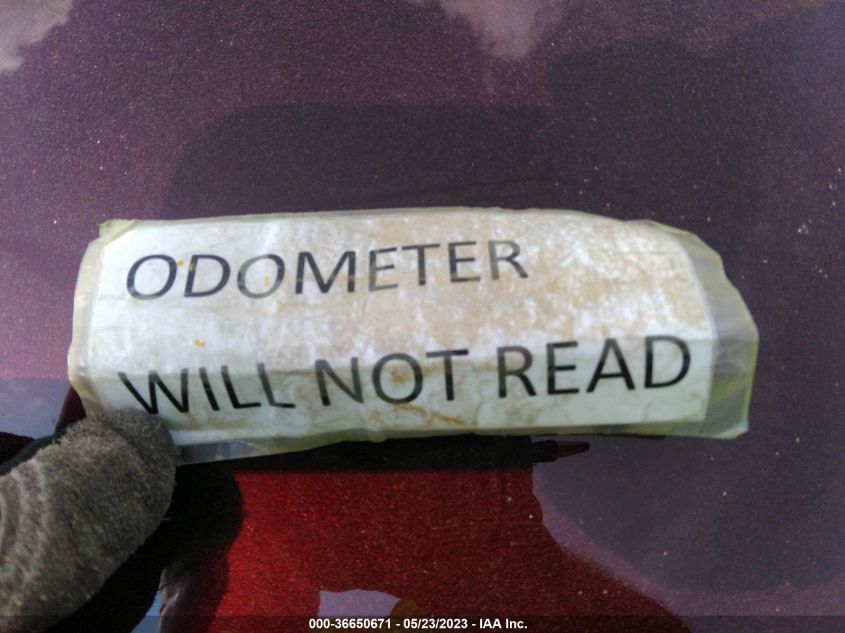 ODOMETER
WILL NOT READ
000-36650671 - 05/23/2023 - IAA Inc.